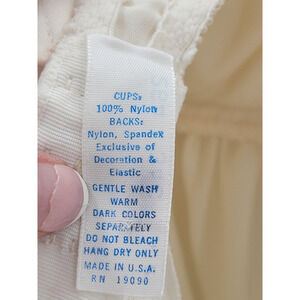 CUPS:
100% Nylon
BACKS:
Nylon, Spandex
Exclusive of
Decoration &
Elastic
GENTLE WASH
WARM
DARK COLORS
SEPARATELY
DO NOT BLEACH
HANG DRY ONLY
MADE IN U.S.A.
RN 19090